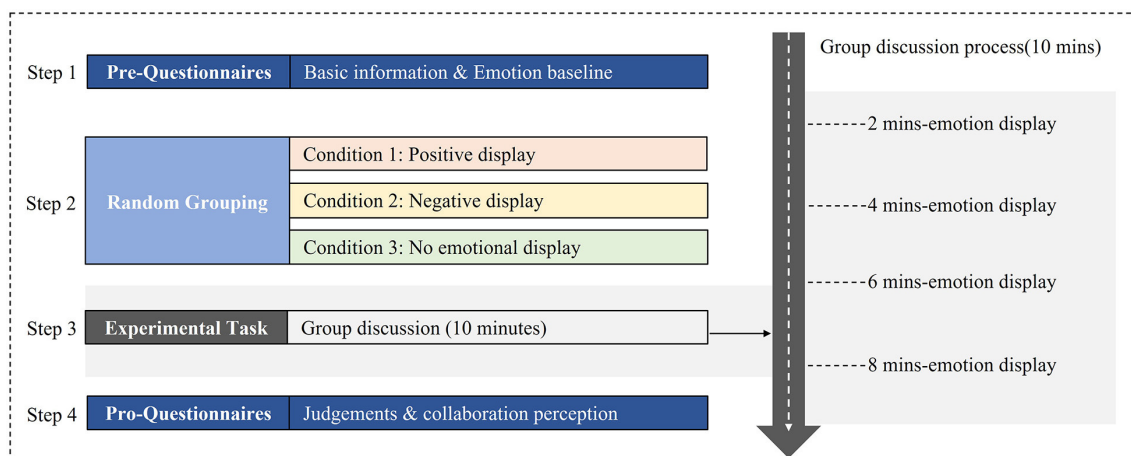 Step 1
Pre-Questionnaires
Basic information & Emotion baseline
Step 2
Random Grouping
Condition 1: Positive display
Condition 2: Negative display
Condition 3: No emotional display
Step 3
Experimental Task
Group discussion (10 minutes)
Step 4
Pro-Questionnaires
Judgements & collaboration perception
Group discussion process(10 mins)
2 mins-emotion display
4 mins-emotion display
6 mins-emotion display
8 mins-emotion display